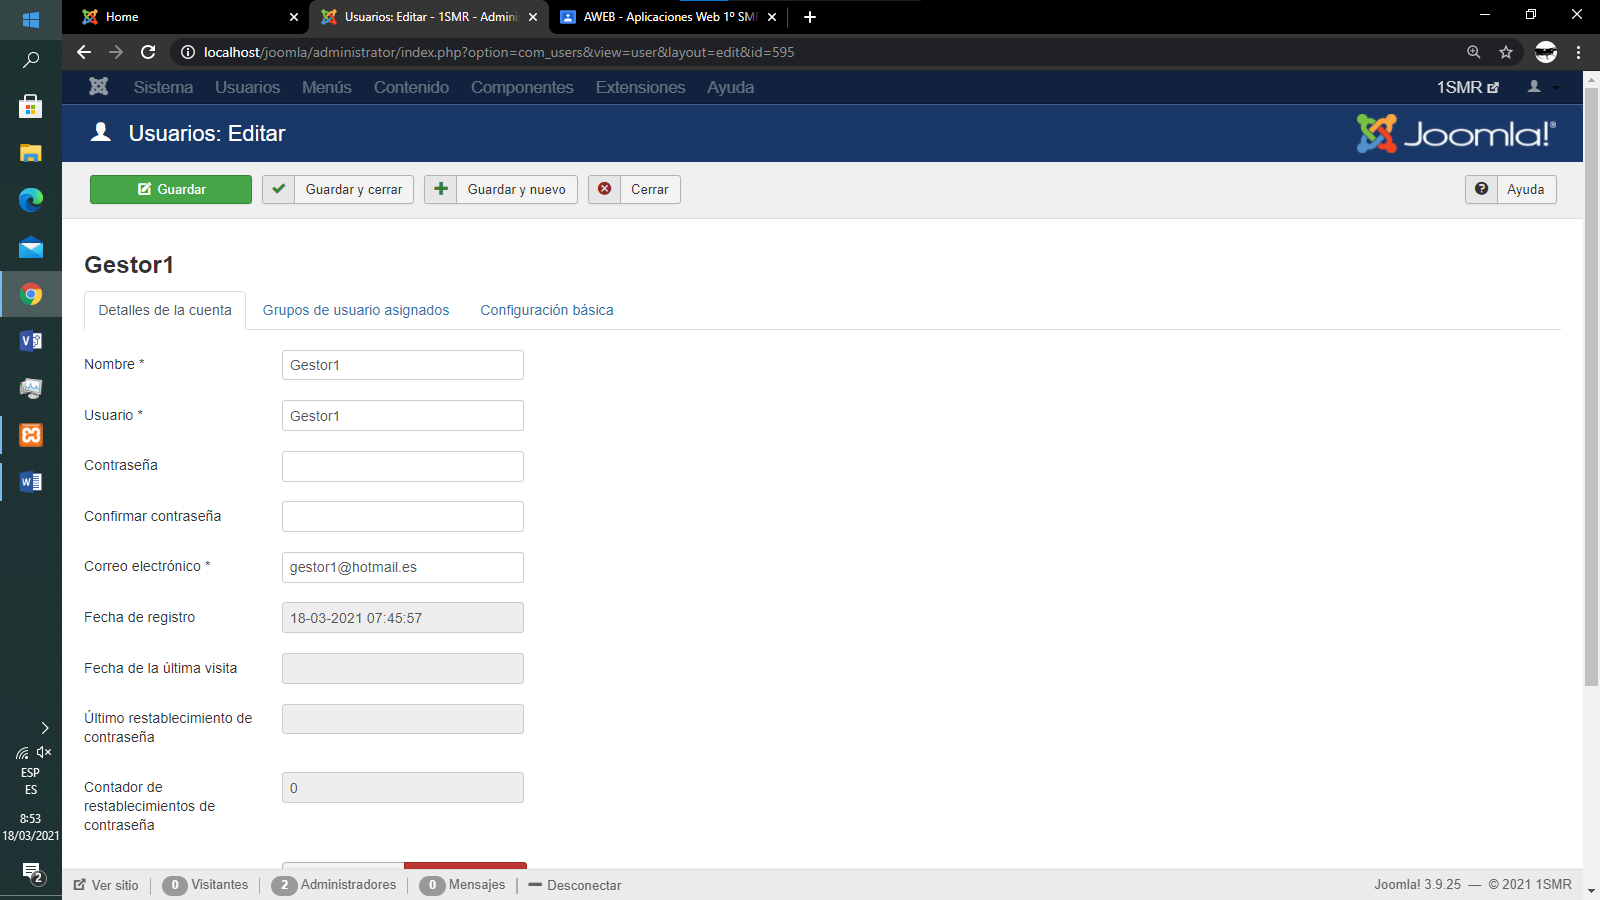 Home
Usuarios: Editar - 1SMR - Admini
AWEB - Aplicaciones Web 1º SM
localhost/joomla/administrator/index.php?option=com_users&view=user&layout=edit&id=595
Sistema Usuarios Menús Contenido Componentes Extensiones Ayuda 1SMR
Usuarios: Editar
Joomla!®
Guardar Guardar y cerrar Guardar y nuevo Cerrar Ayuda
Gestor1
Detalles de la cuenta Grupos de usuario asignados Configuración básica
Nombre * Gestor1
Usuario * Gestor1
Contraseña
Confirmar contraseña
Correo electrónico * gestor1@hotmail.es
Fecha de registro 18-03-2021 07:45:57
Fecha de la última visita
Último restablecimiento de
contraseña
Contador de
restablecimientos de
contraseña
0
Ver sitio 0 Visitantes 2 Administradores 0 Mensajes Desconectar
Joomla! 3.9.25 — © 2021 1SMR
ESP
ES
8:53
18/03/2021
2